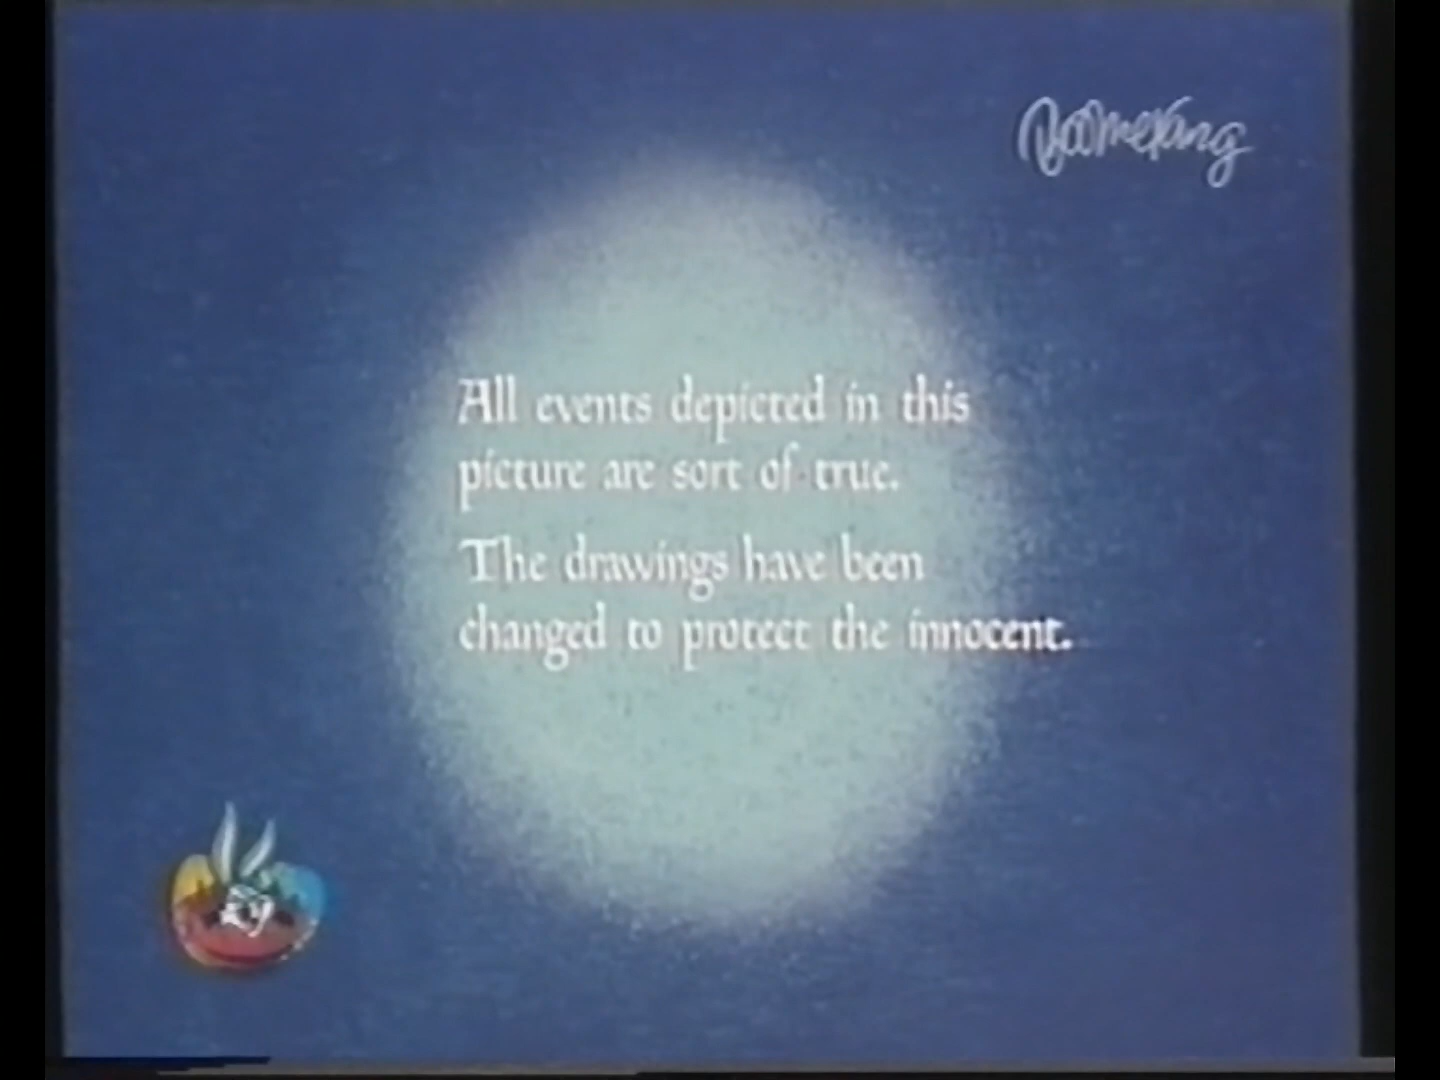 Boomerang
All events depicted in this
picture are sort of true.
The drawings have been
changed to protect the innocent.